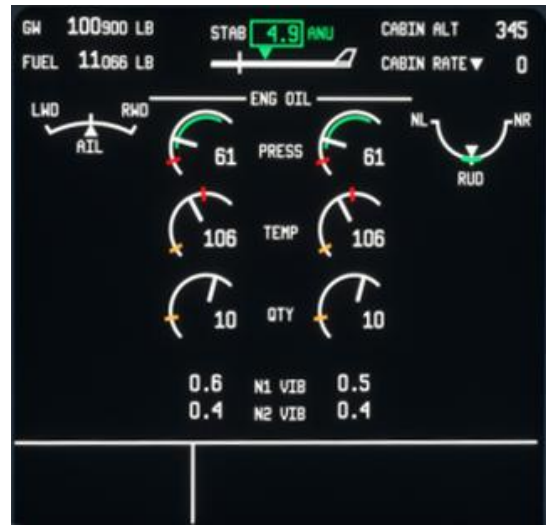 GW 100900 LB STAB 4.9 ANU CABIN ALT 345
FUEL 11066 LB CABIN RATE▼ 0
ENG OIL
LWD RWD NL NR
AIL 61 PRESS 61 RUD
106 TEMP 106
10 QTY 10
0.6 N1 VIB 0.5
0.4 N2 VIB 0.4